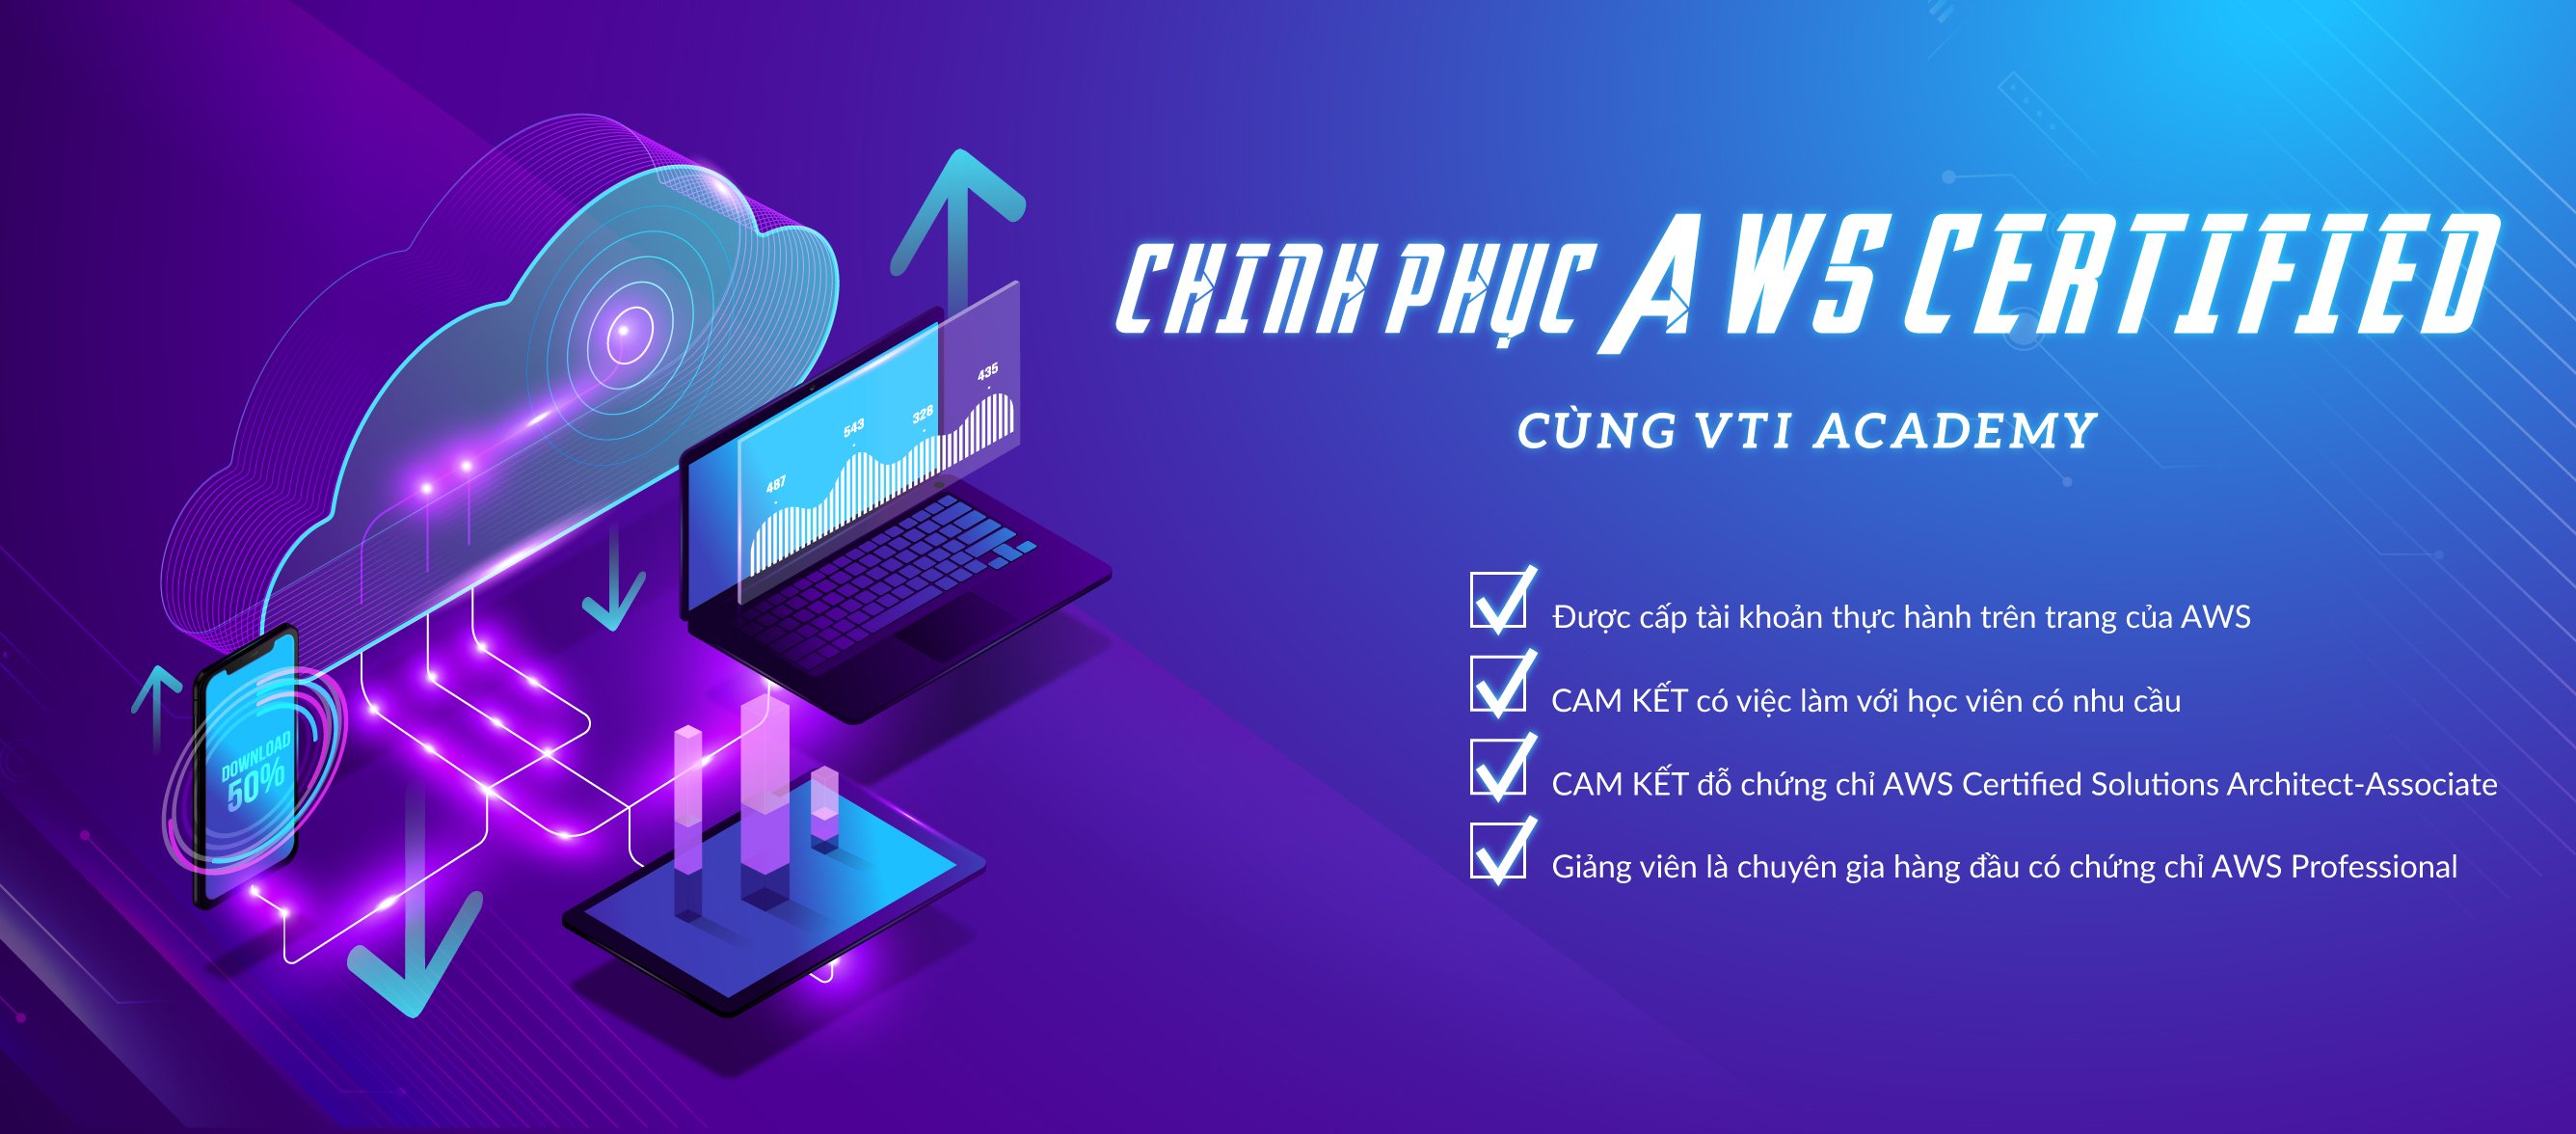 CHINH PHỤC AWS CERTIFIED
CÙNG VTI ACADEMY
Được cấp tài khoản thực hành trên trang của AWS
CAM KẾT có việc làm với học viên có nhu cầu
CAM KẾT đỗ chứng chỉ AWS Certified Solutions Architect-Associate
Giảng viên là chuyên gia hàng đầu có chứng chỉ AWS Professional
487
543
328
435
DOWNLOAD
50%